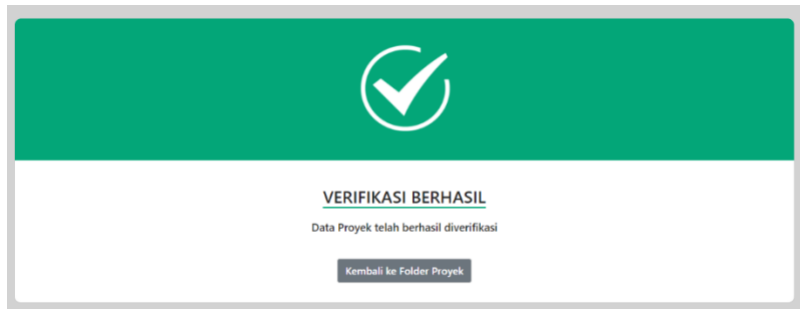 VERIFIKASI BERHASIL
Data Proyek telah berhasil diverifikasi
Kembali ke Folder Proyek